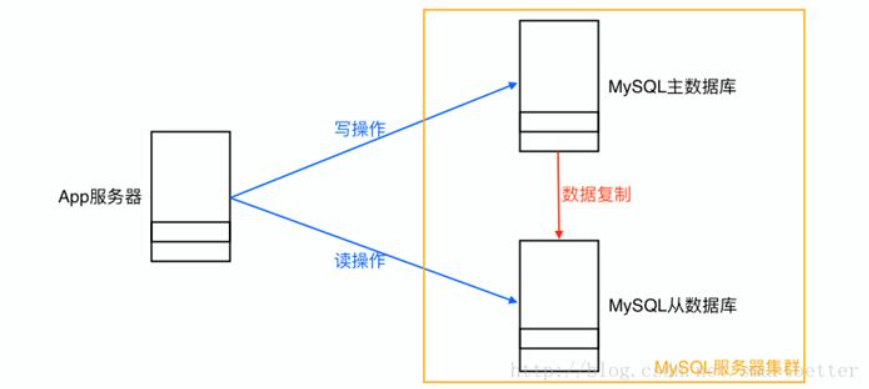 MySQL主数据库
写操作
App服务器
数据复制
读操作
MySQL从数据库
MySQL服务器集群
http://blog.cs
etter